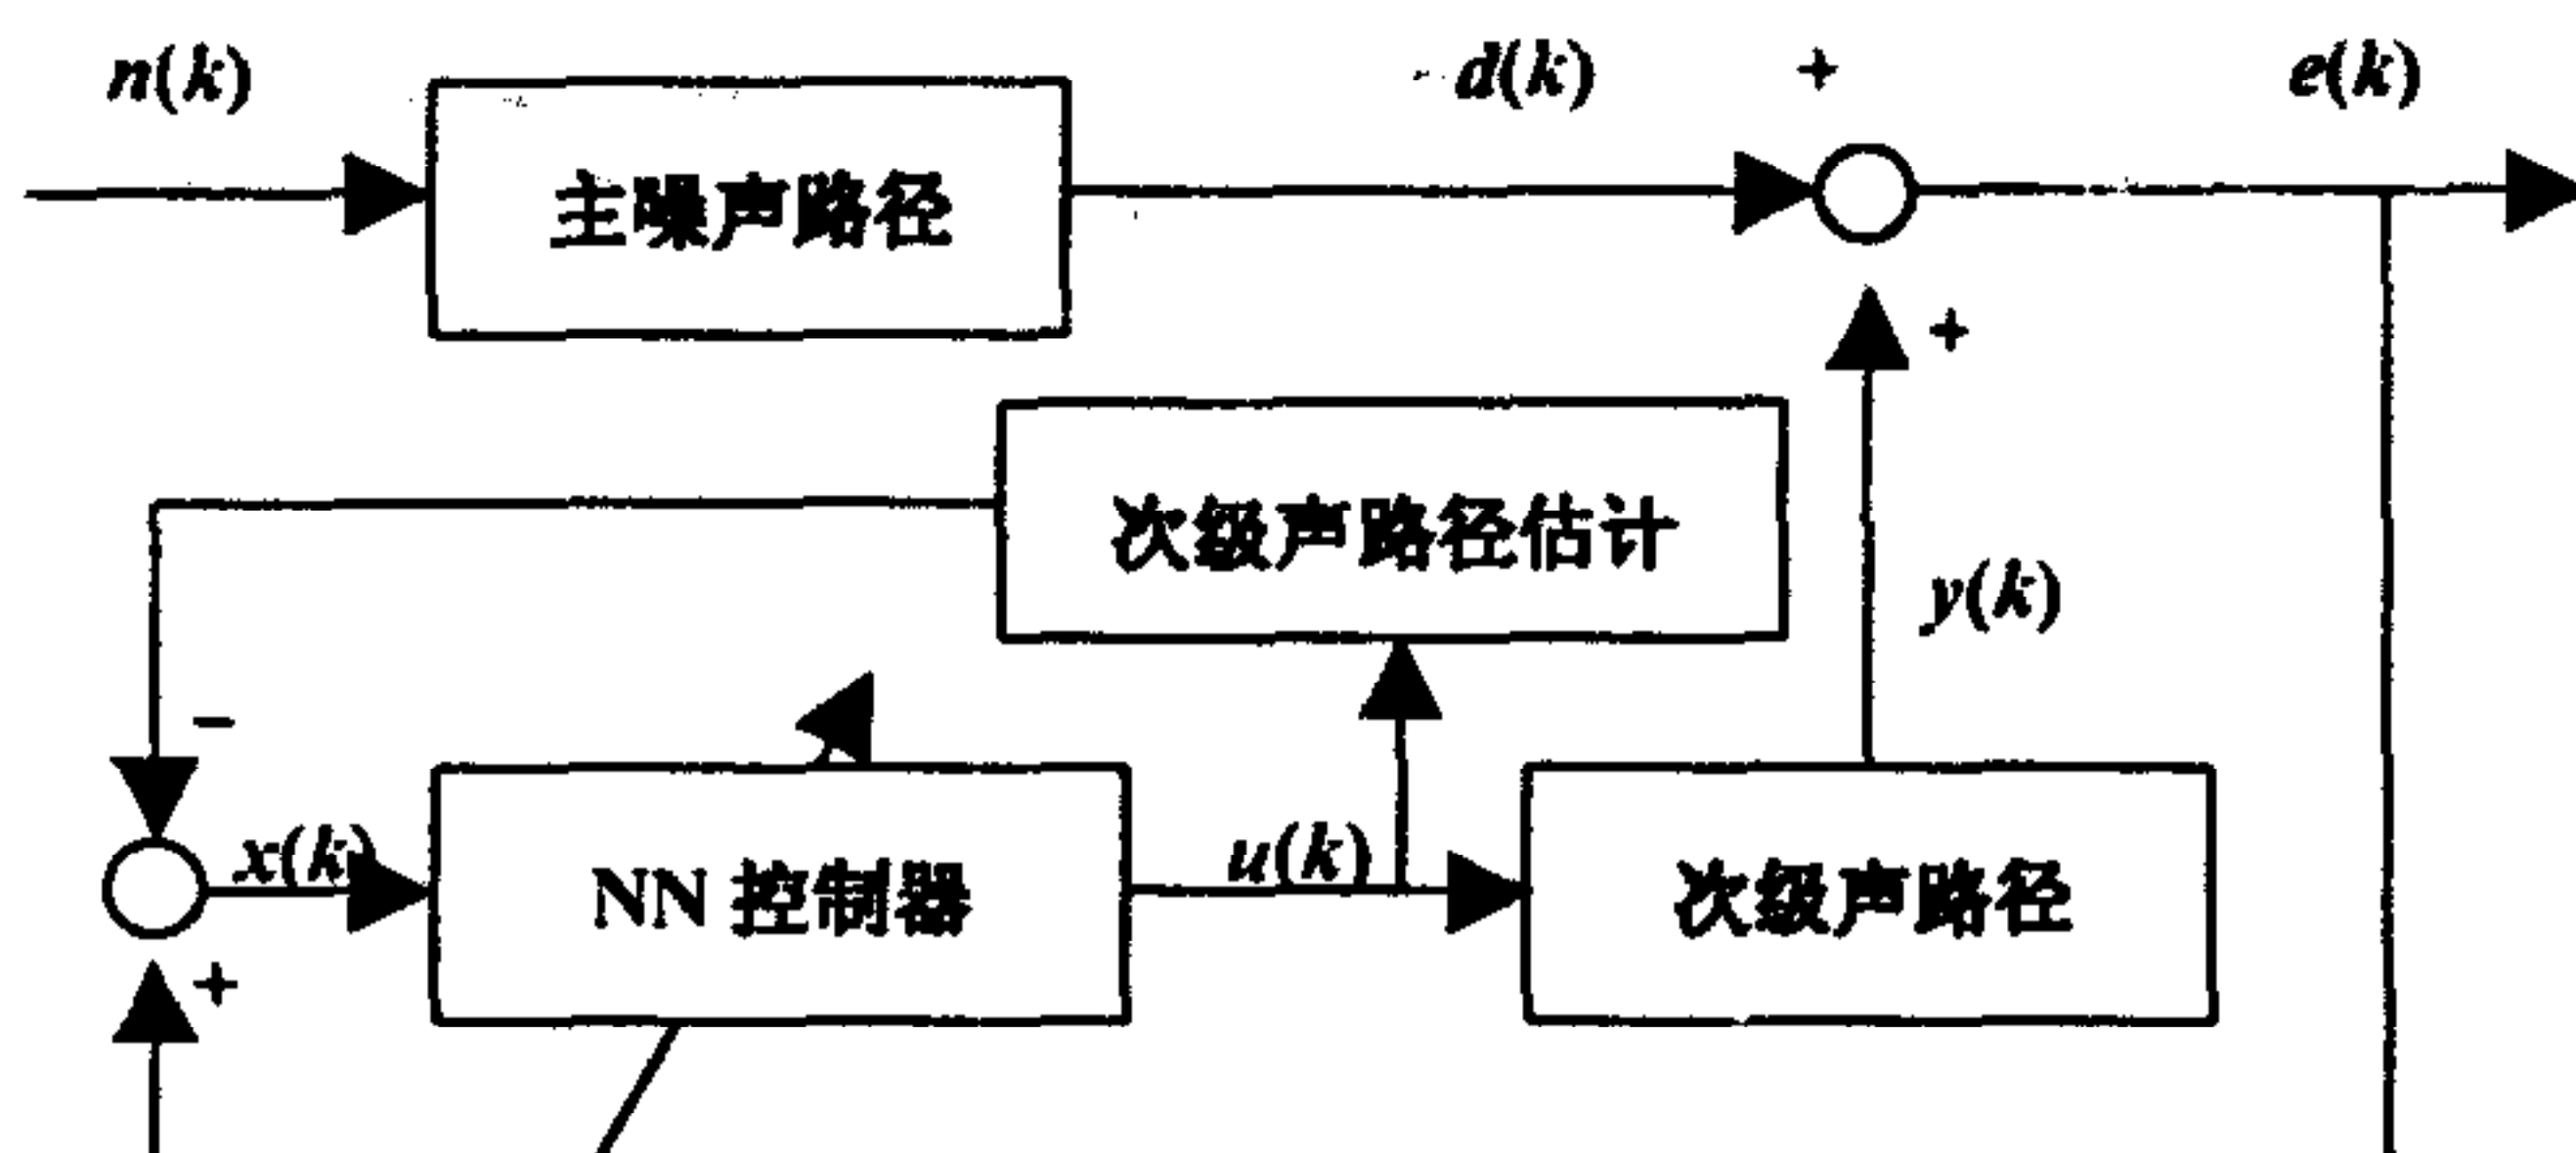 n(k)
d(k)
+
e(k)
主噪声路径
+
次级声路径估计
y(k)
−
x(k)
NN 控制器
u(k)
次级声路径
+